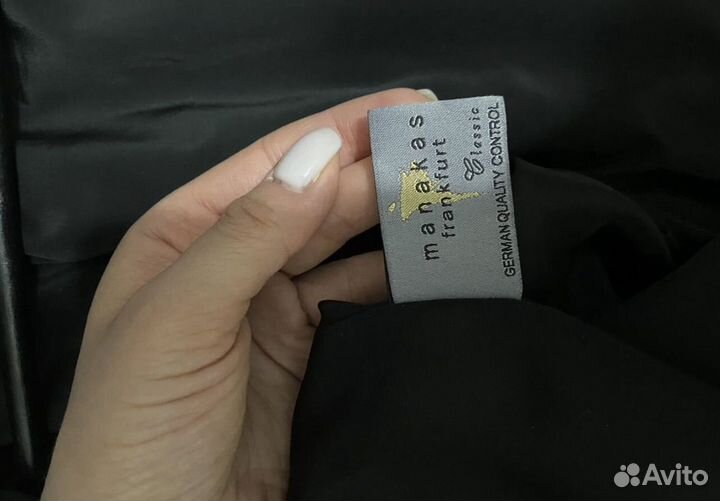 manakas
frankfurt
Classic
GERMAN QUALITY CONTROL
Avito